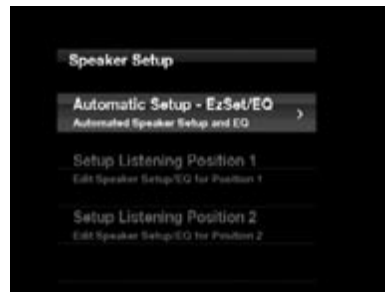 Speaker Setup
Automatic Setup - EzSet/EQ
Automated Speaker Setup and EQ
Setup Listening Position 1
Edit Speaker Setup/EQ for Position 1
Setup Listening Position 2
Edit Speaker Setup/EQ for Position 2